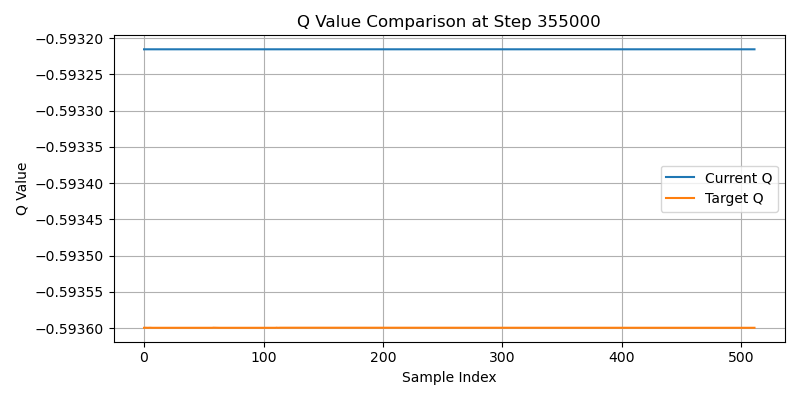 Q Value Comparison at Step 355000
−0.59320
−0.59325
−0.59330
−0.59335
−0.59340
−0.59345
−0.59350
−0.59355
−0.59360
Q Value
Current Q
Target Q
0 100 200 300 400 500
Sample Index